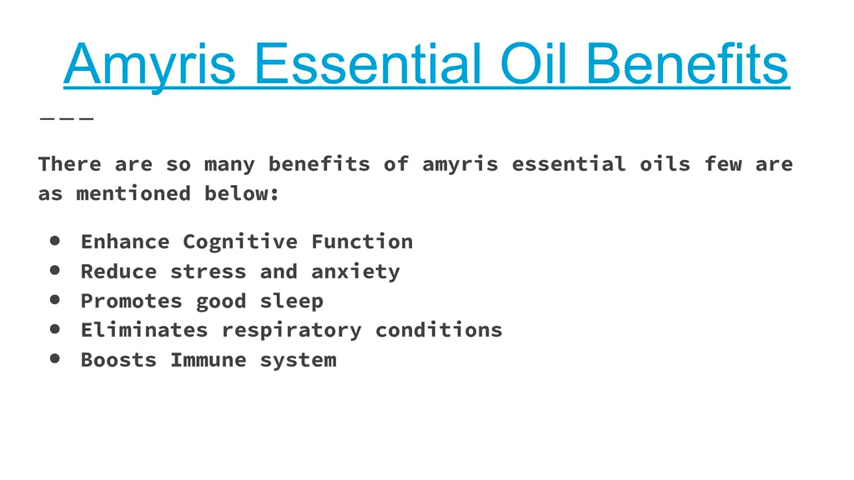 Amyris Essential Oil Benefits
There are so many benefits of amyris essential oils few are
as mentioned below:
● Enhance Cognitive Function
● Reduce stress and anxiety
● Promotes good sleep
● Eliminates respiratory conditions
● Boosts Immune system